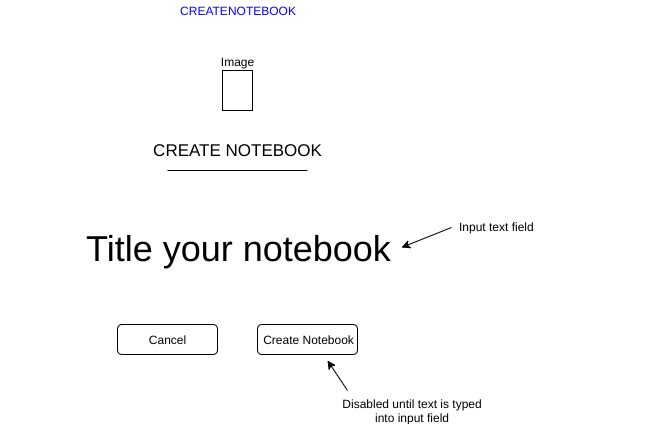 CREATENOTEBOOK
Image
CREATE NOTEBOOK
Input text field
Title your notebook
Cancel
Create Notebook
Disabled until text is typed
into input field